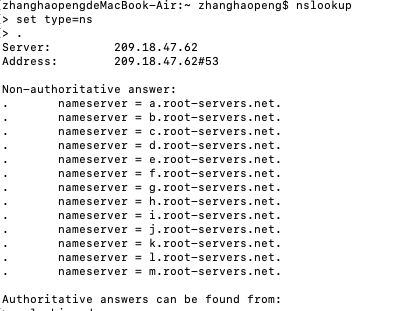 zhanghaopengdeMacBook-Air:~ zhanghaopeng$ nslookup
> set type=ns
> .
Server:		209.18.47.62
Address:	209.18.47.62#53

Non-authoritative answer:
.	nameserver = a.root-servers.net.
.	nameserver = b.root-servers.net.
.	nameserver = c.root-servers.net.
.	nameserver = d.root-servers.net.
.	nameserver = e.root-servers.net.
.	nameserver = f.root-servers.net.
.	nameserver = g.root-servers.net.
.	nameserver = h.root-servers.net.
.	nameserver = i.root-servers.net.
.	nameserver = j.root-servers.net.
.	nameserver = k.root-servers.net.
.	nameserver = l.root-servers.net.
.	nameserver = m.root-servers.net.

Authoritative answers can be found from: